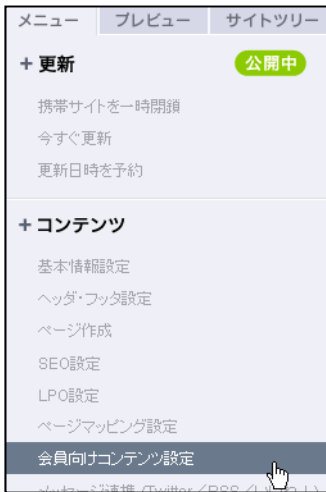 メニュー プレビュー サイトツリー
+ 更新 公開中
携帯サイトを一時閉鎖
今すぐ更新
更新日時を予約
+ コンテンツ
基本情報設定
ヘッダ・フッタ設定
ページ作成
SEO設定
LPO設定
ページマッピング設定
会員向けコンテンツ設定